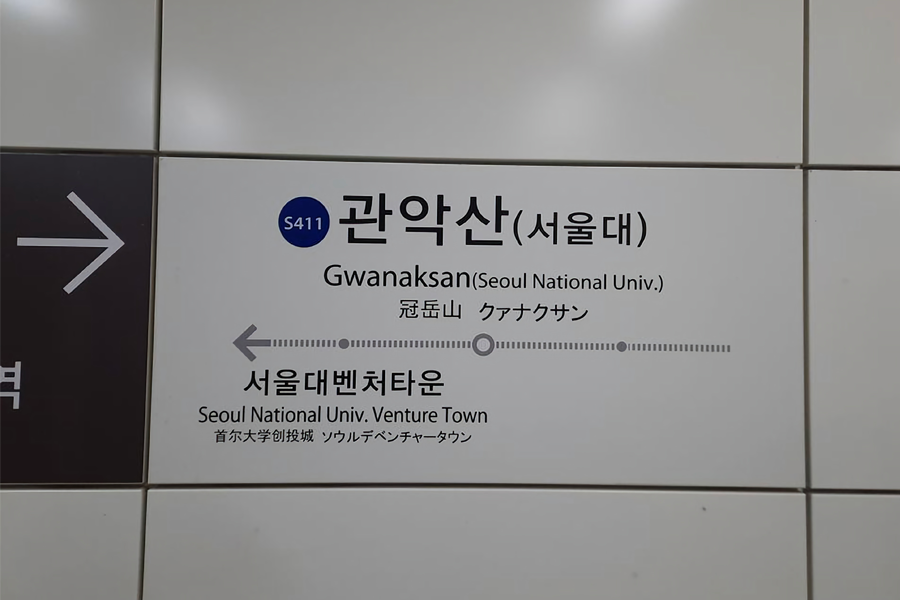 S411 관악산(서울대)
Gwanaksan(Seoul National Univ.)
冠岳山 クァナクサン
서울대벤처타운
Seoul National Univ. Venture Town
首尔大学创投城 ソウルデベンチャータウン